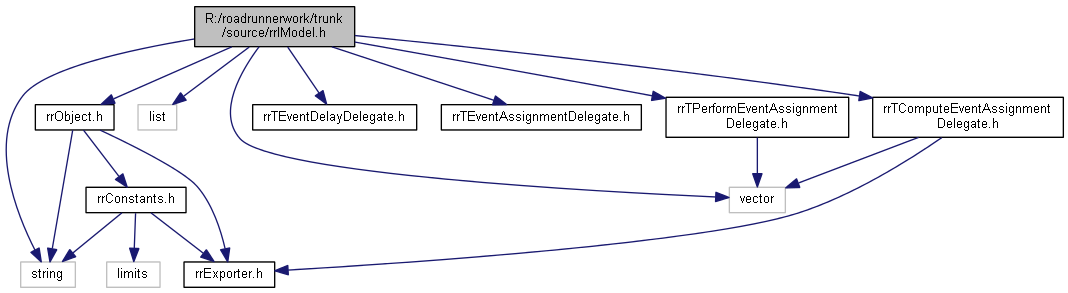 R:/roadrunnerwork/trunk
/source/rrIModel.h
rrObject.h
list
rrTEventDelayDelegate.h
rrTEventAssignmentDelegate.h
rrTPerformEventAssignment
Delegate.h
rrTComputeEventAssignment
Delegate.h
rrConstants.h
vector
string
limits
rrExporter.h